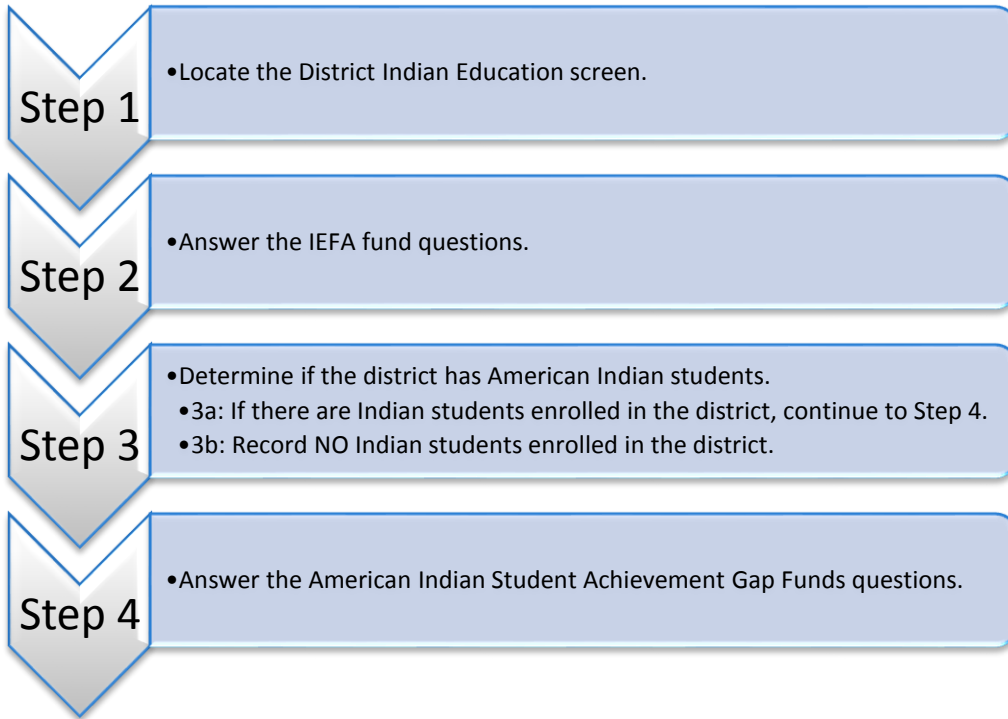 Step 1
•Locate the District Indian Education screen.
Step 2
•Answer the IEFA fund questions.
Step 3
•Determine if the district has American Indian students.
•3a: If there are Indian students enrolled in the district, continue to Step 4.
•3b: Record NO Indian students enrolled in the district.
Step 4
•Answer the American Indian Student Achievement Gap Funds questions.